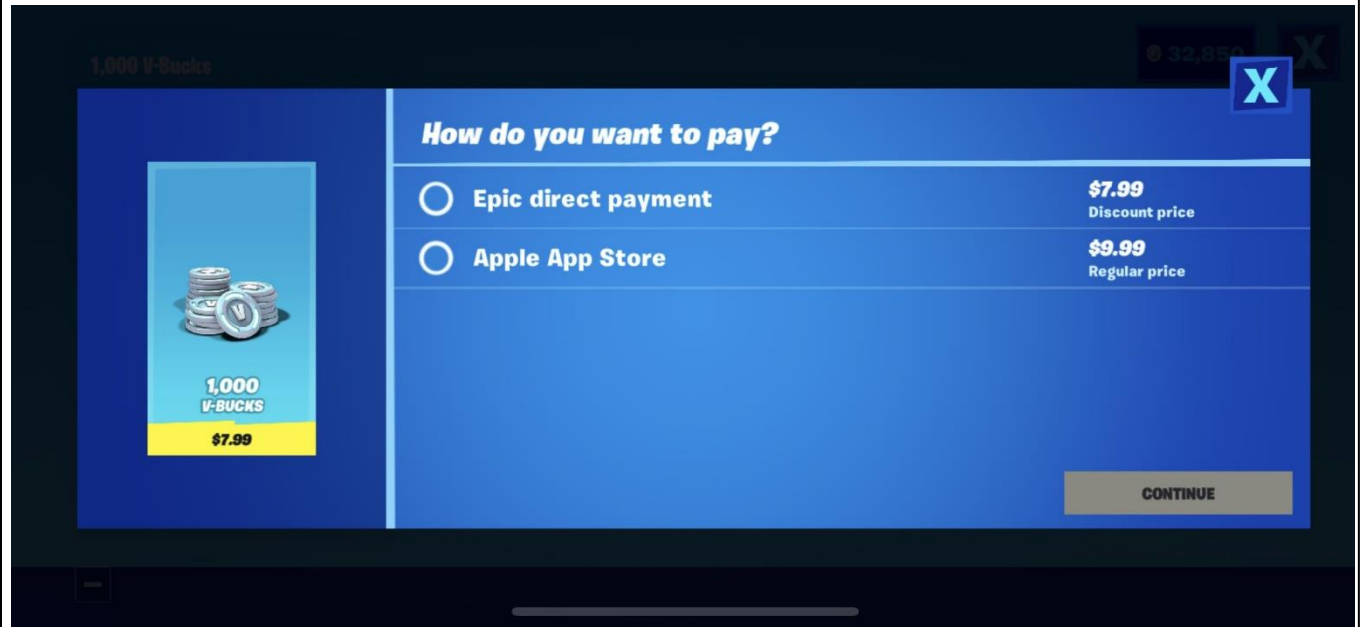 1,000 V-Bucks
32,850
X
X
How do you want to pay?
Epic direct payment
$7.99
Discount price
Apple App Store
$9.99
Regular price
1,000
V-BUCKS
$7.99
CONTINUE